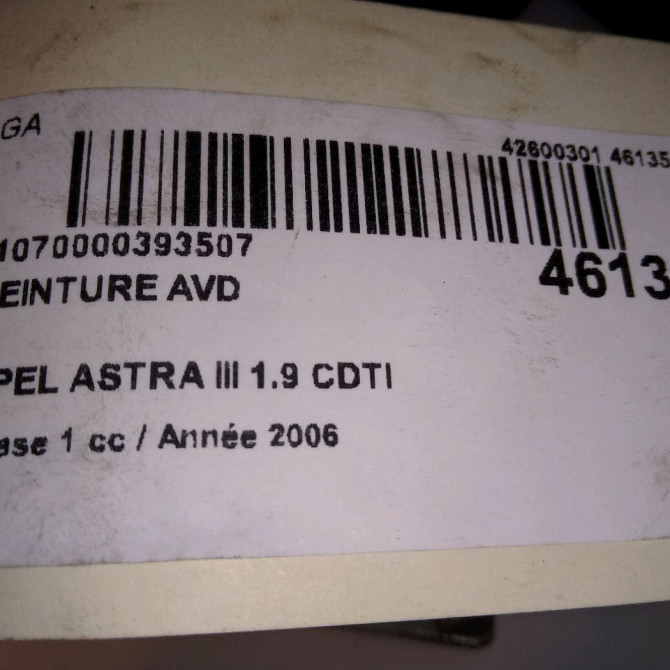 GA
42600301 46135
1070000393507
EINTURE AVD
4613
PEL ASTRA III 1.9 CDTI
ase 1 cc / Année 2006